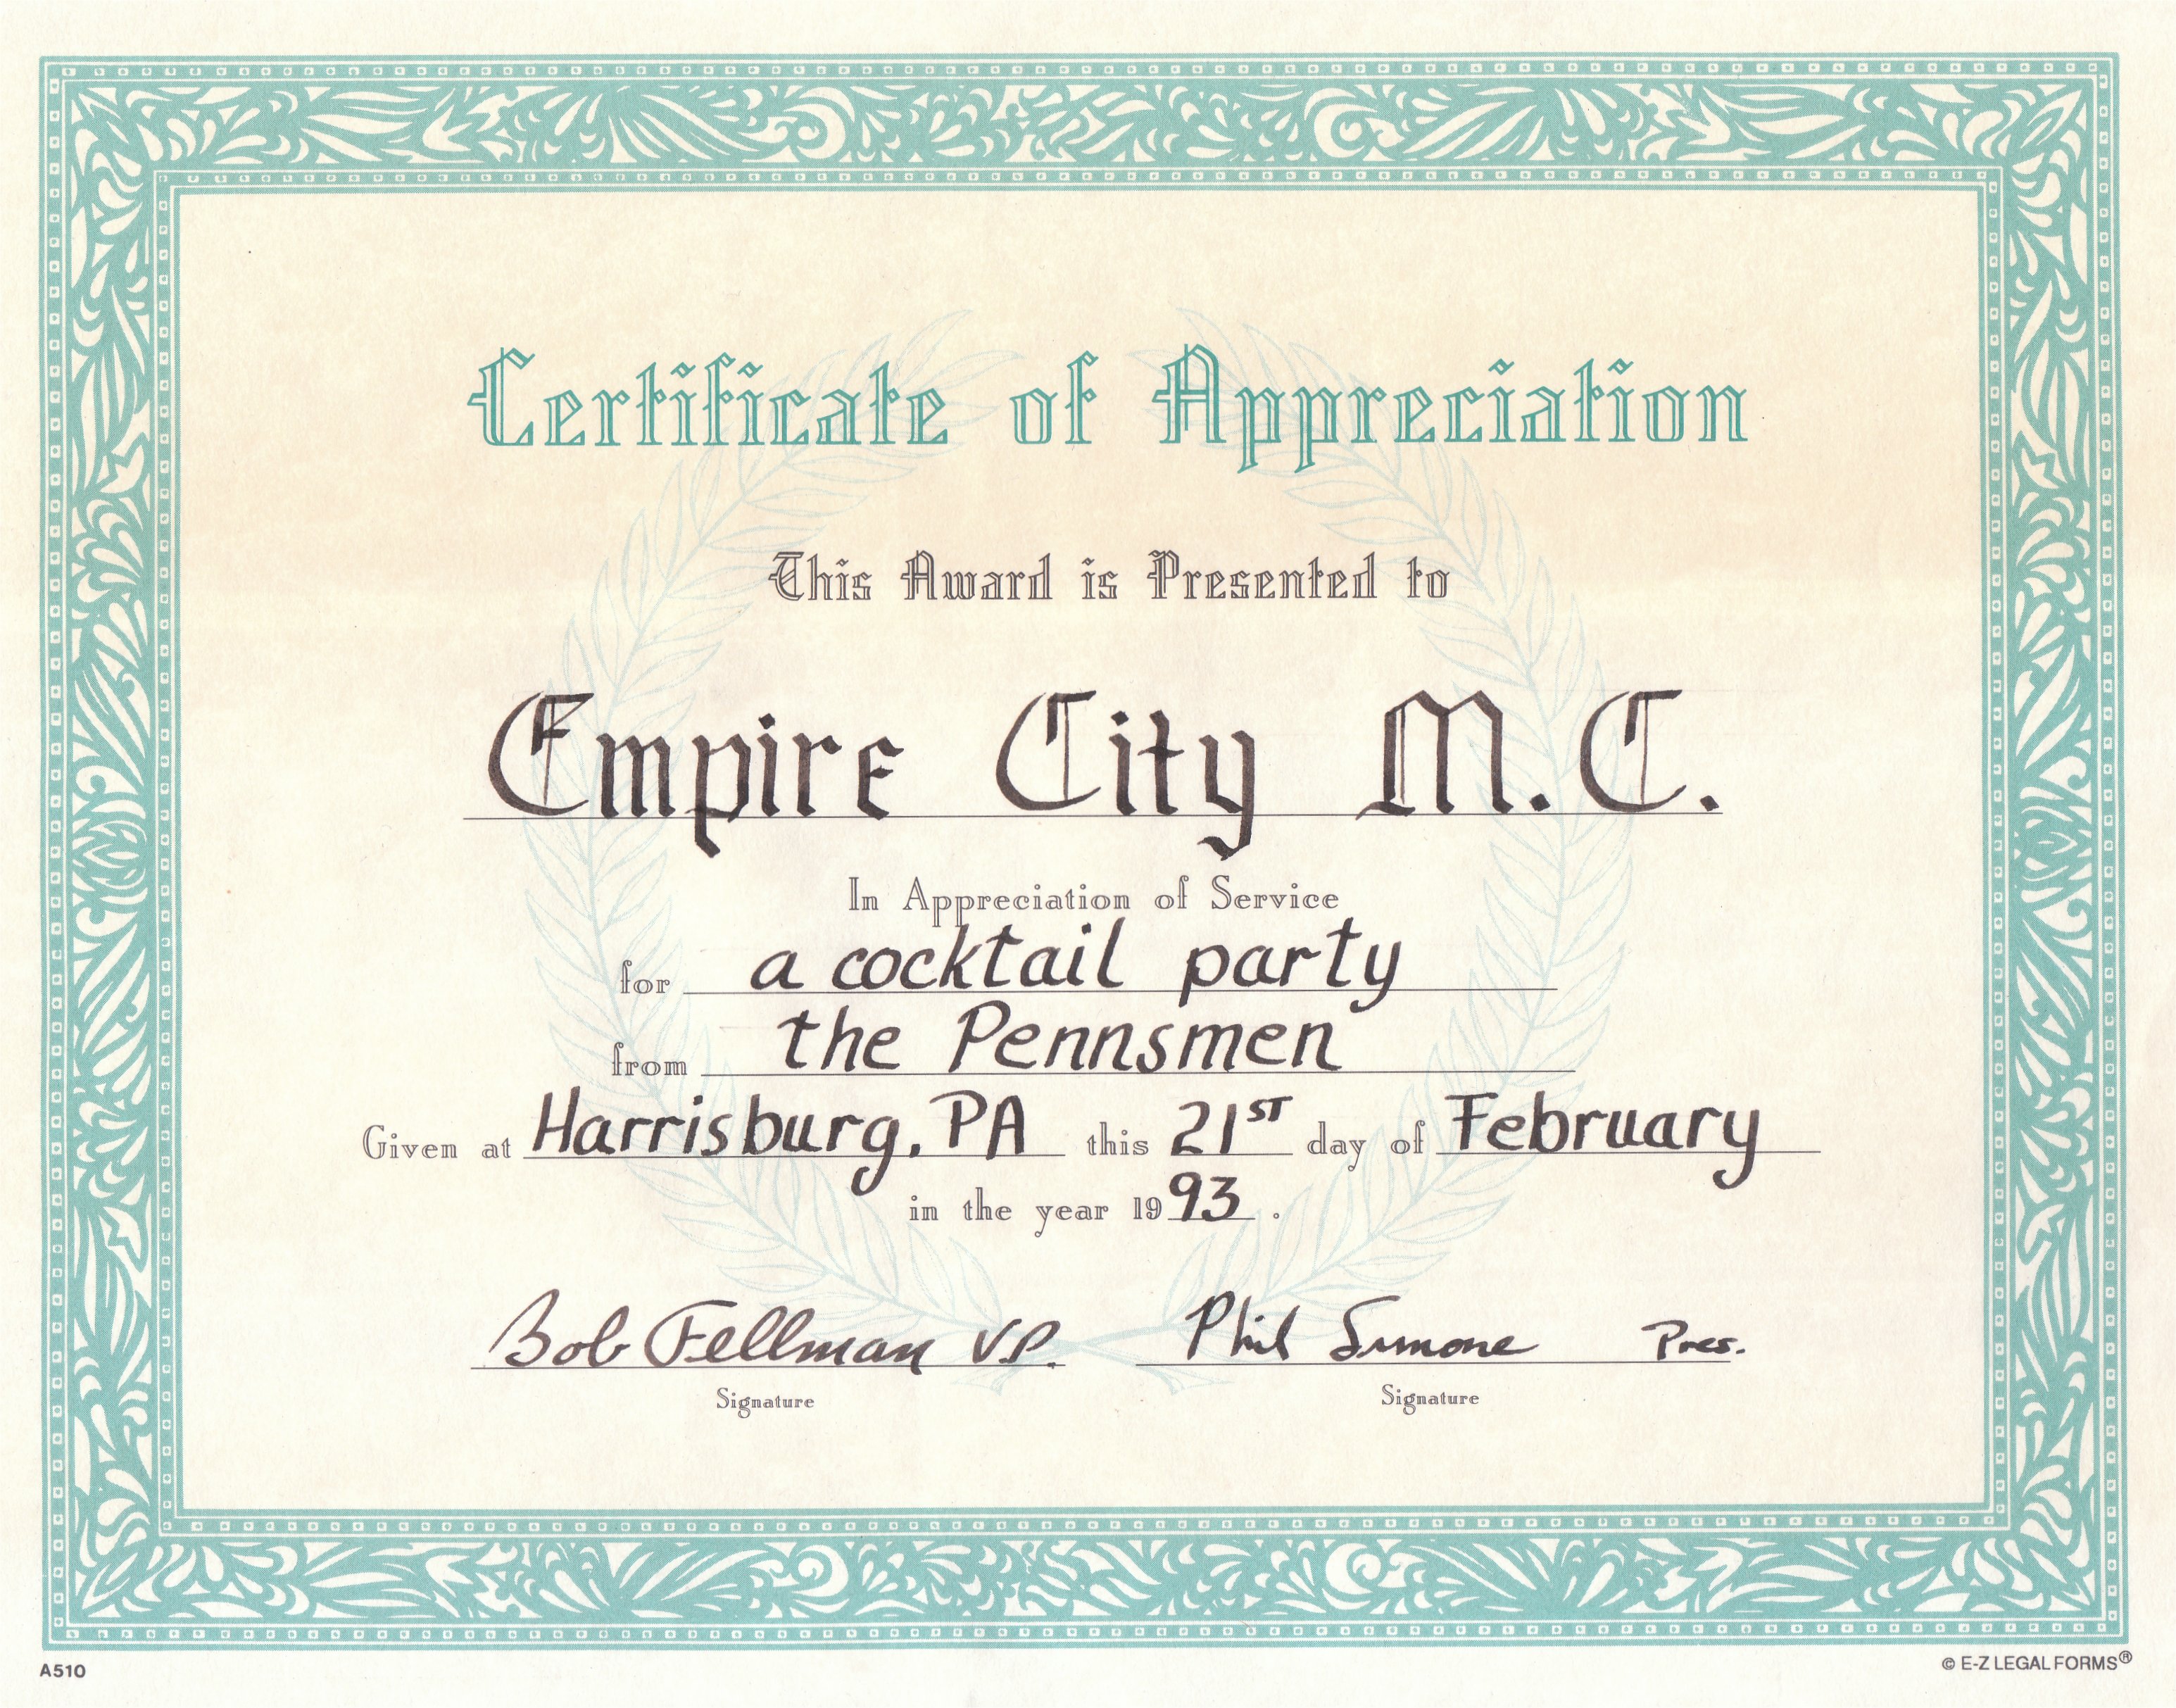 Certificate of Appreciation
This Award is Presented to
Empire City M.C.
In Appreciation of Service
for a cocktail party
from the Pennsmen
Given at Harrisburg, PA this 21ST day of February
in the year 1993.
Bob Fellman V.P. Phil Simone Pres.
Signature Signature
A510 © E-Z LEGAL FORMS®